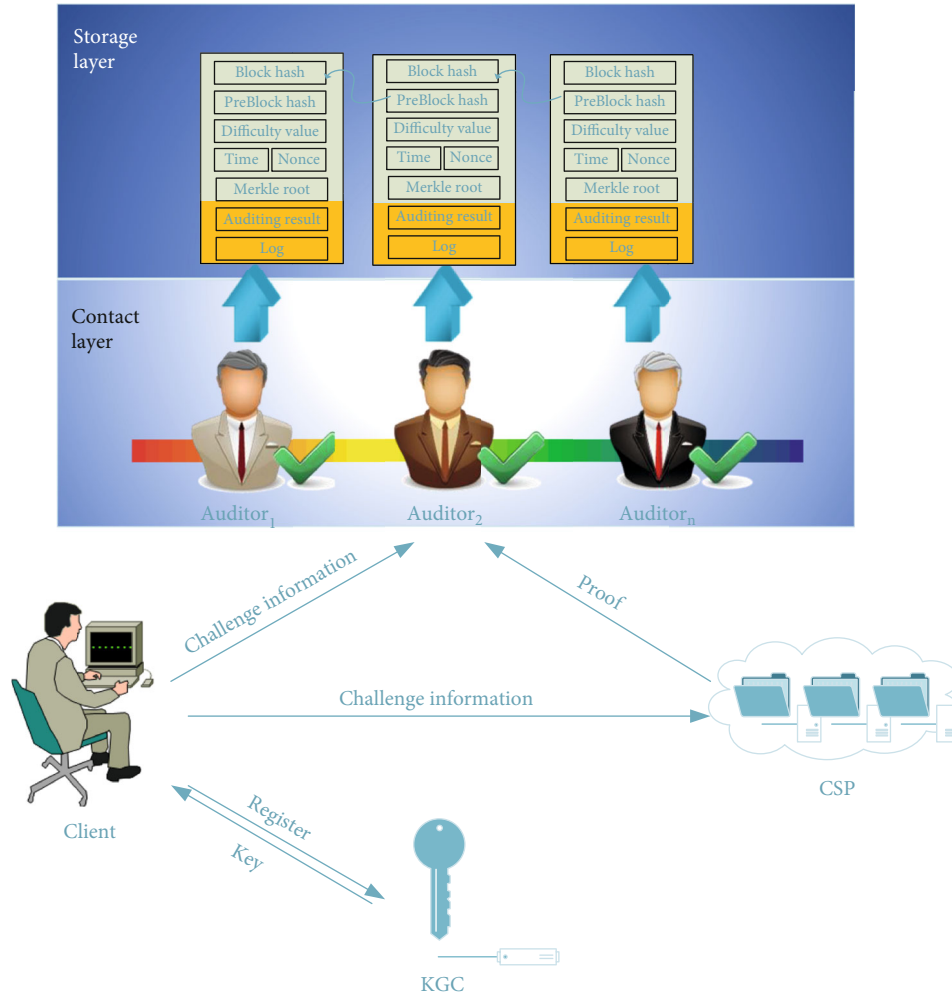 Storage
layer
Block hash
PreBlock hash
Difficulty value
Time Nonce
Merkle root
Auditing result
Log
Block hash
PreBlock hash
Difficulty value
Time Nonce
Merkle root
Auditing result
Log
Block hash
PreBlock hash
Difficulty value
Time Nonce
Merkle root
Auditing result
Log
Contact
layer
Auditor1
Auditor2
Auditorn
Challenge information
Proof
Challenge information
Client
CSP
Register
Key
KGC